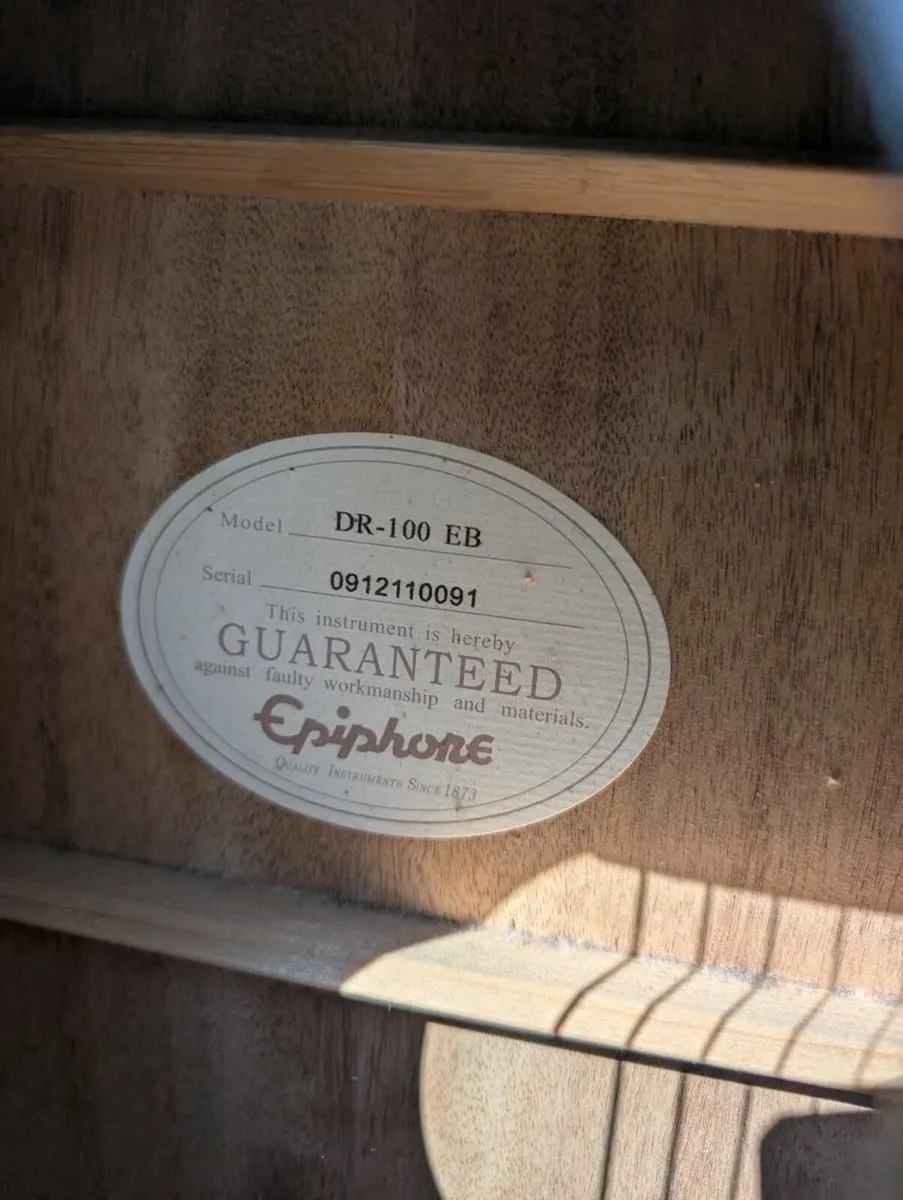 Model DR-100 EB
Serial 0912110091
This instrument is hereby
GUARANTEED
against faulty workmanship and materials.
Epiphone
QUALITY INSTRUMENTS SINCE 1873